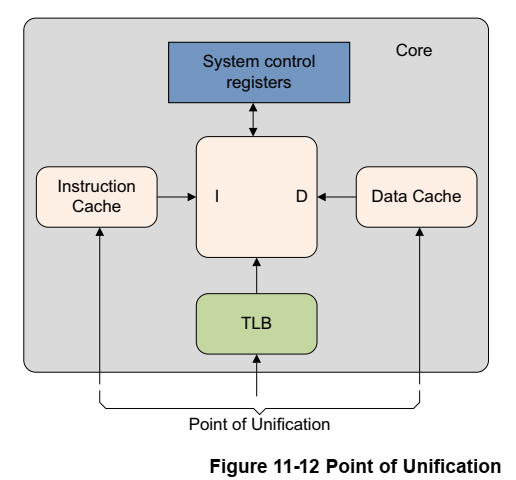 Core
System control
registers
Instruction
Cache
I
D
Data Cache
TLB
Point of Unification
Figure 11-12 Point of Unification